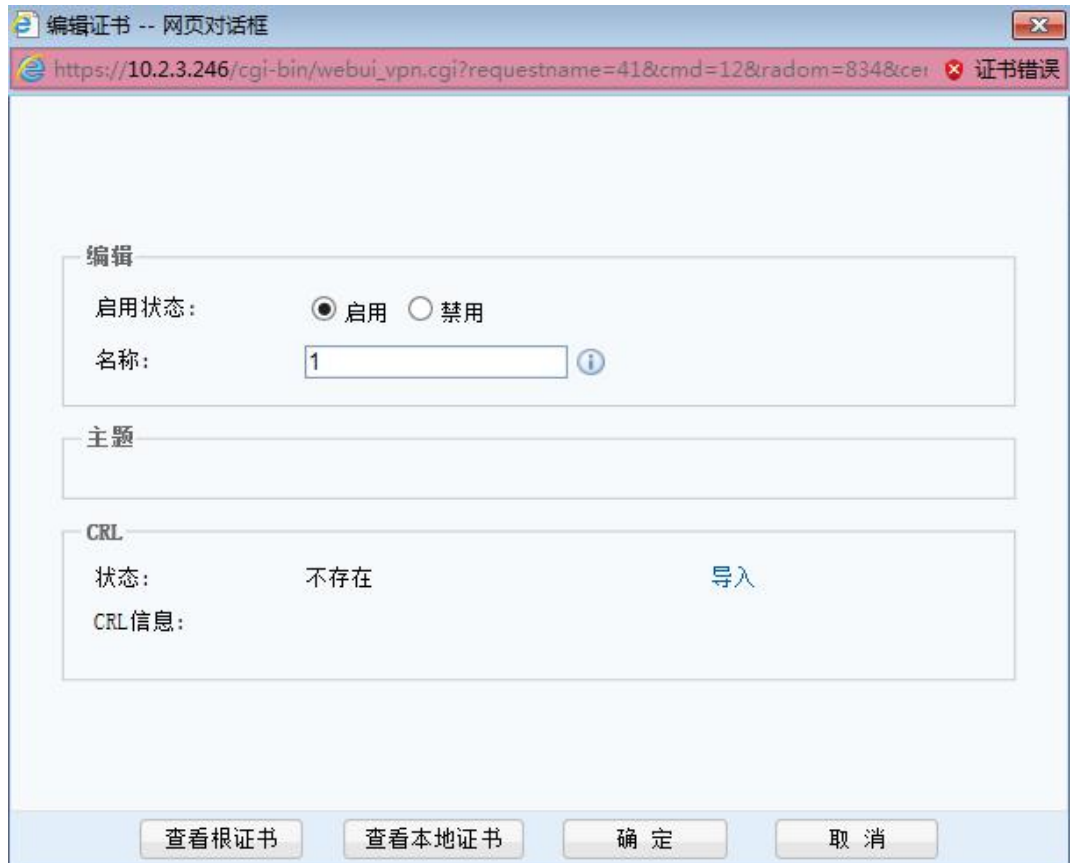 编辑证书 -- 网页对话框
https://10.2.3.246/cgi-bin/webui_vpn.cgi?requestname=41&cmd=12&radom=834&cer 证书错误
编辑
启用状态: 启用 禁用
名称: 1
主题
CRL
状态: 不存在 导入
CRL信息:
查看根证书 查看本地证书 确 定 取 消